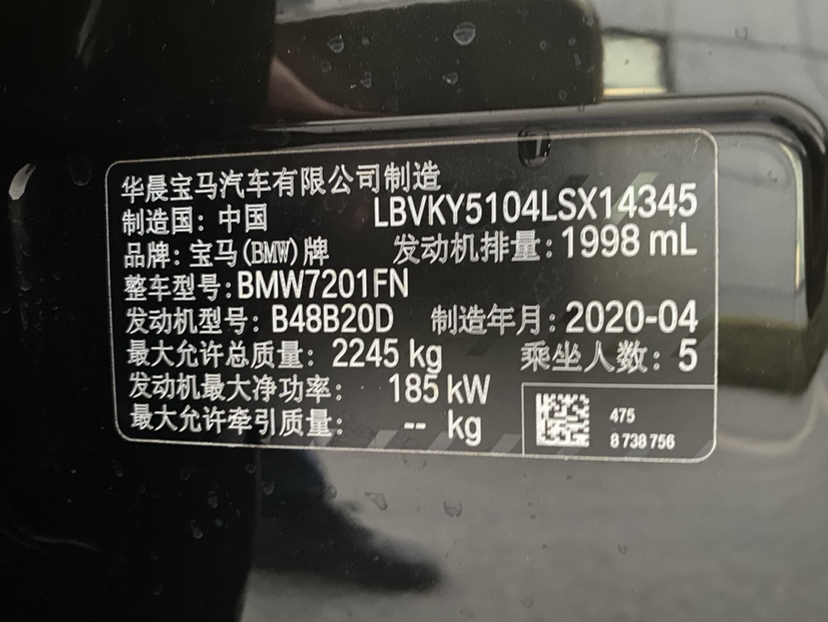 华晨宝马汽车有限公司制造
制造国：中国 LBVKY5104LSX14345
品牌：宝马(BMW)牌 发动机排量：1998 mL
整车型号：BMW7201FN
发动机型号：B48B20D 制造年月：2020-04
最大允许总质量：2245 kg 乘坐人数：5
发动机最大净功率： 185 kW
最大允许牵引质量： -- kg
475
8 738 756